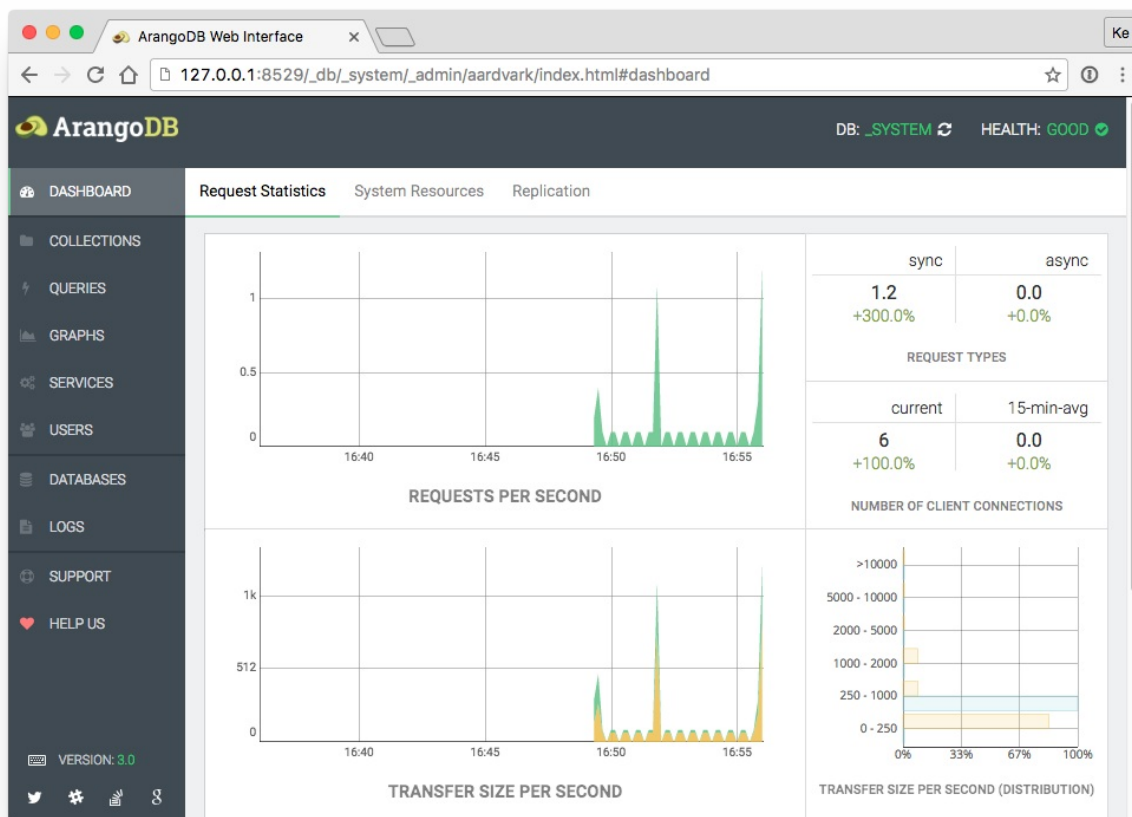 ArangoDB Web Interface
Ke
127.0.0.1:8529/_db/_system/_admin/aardvark/index.html#dashboard
ArangoDB
DB: _SYSTEM
HEALTH: GOOD
DASHBOARD
COLLECTIONS
QUERIES
GRAPHS
SERVICES
USERS
DATABASES
LOGS
SUPPORT
HELP US
VERSION: 3.0
Request Statistics
System Resources
Replication
1
0.5
0
16:40 16:45 16:50 16:55
REQUESTS PER SECOND
sync async
1.2 0.0
+300.0% +0.0%
REQUEST TYPES
current 15-min-avg
6 0.0
+100.0% +0.0%
NUMBER OF CLIENT CONNECTIONS
1k
512
0
16:40 16:45 16:50 16:55
TRANSFER SIZE PER SECOND
>10000
5000 - 10000
2000 - 5000
1000 - 2000
250 - 1000
0 - 250
0% 33% 67% 100%
TRANSFER SIZE PER SECOND (DISTRIBUTION)